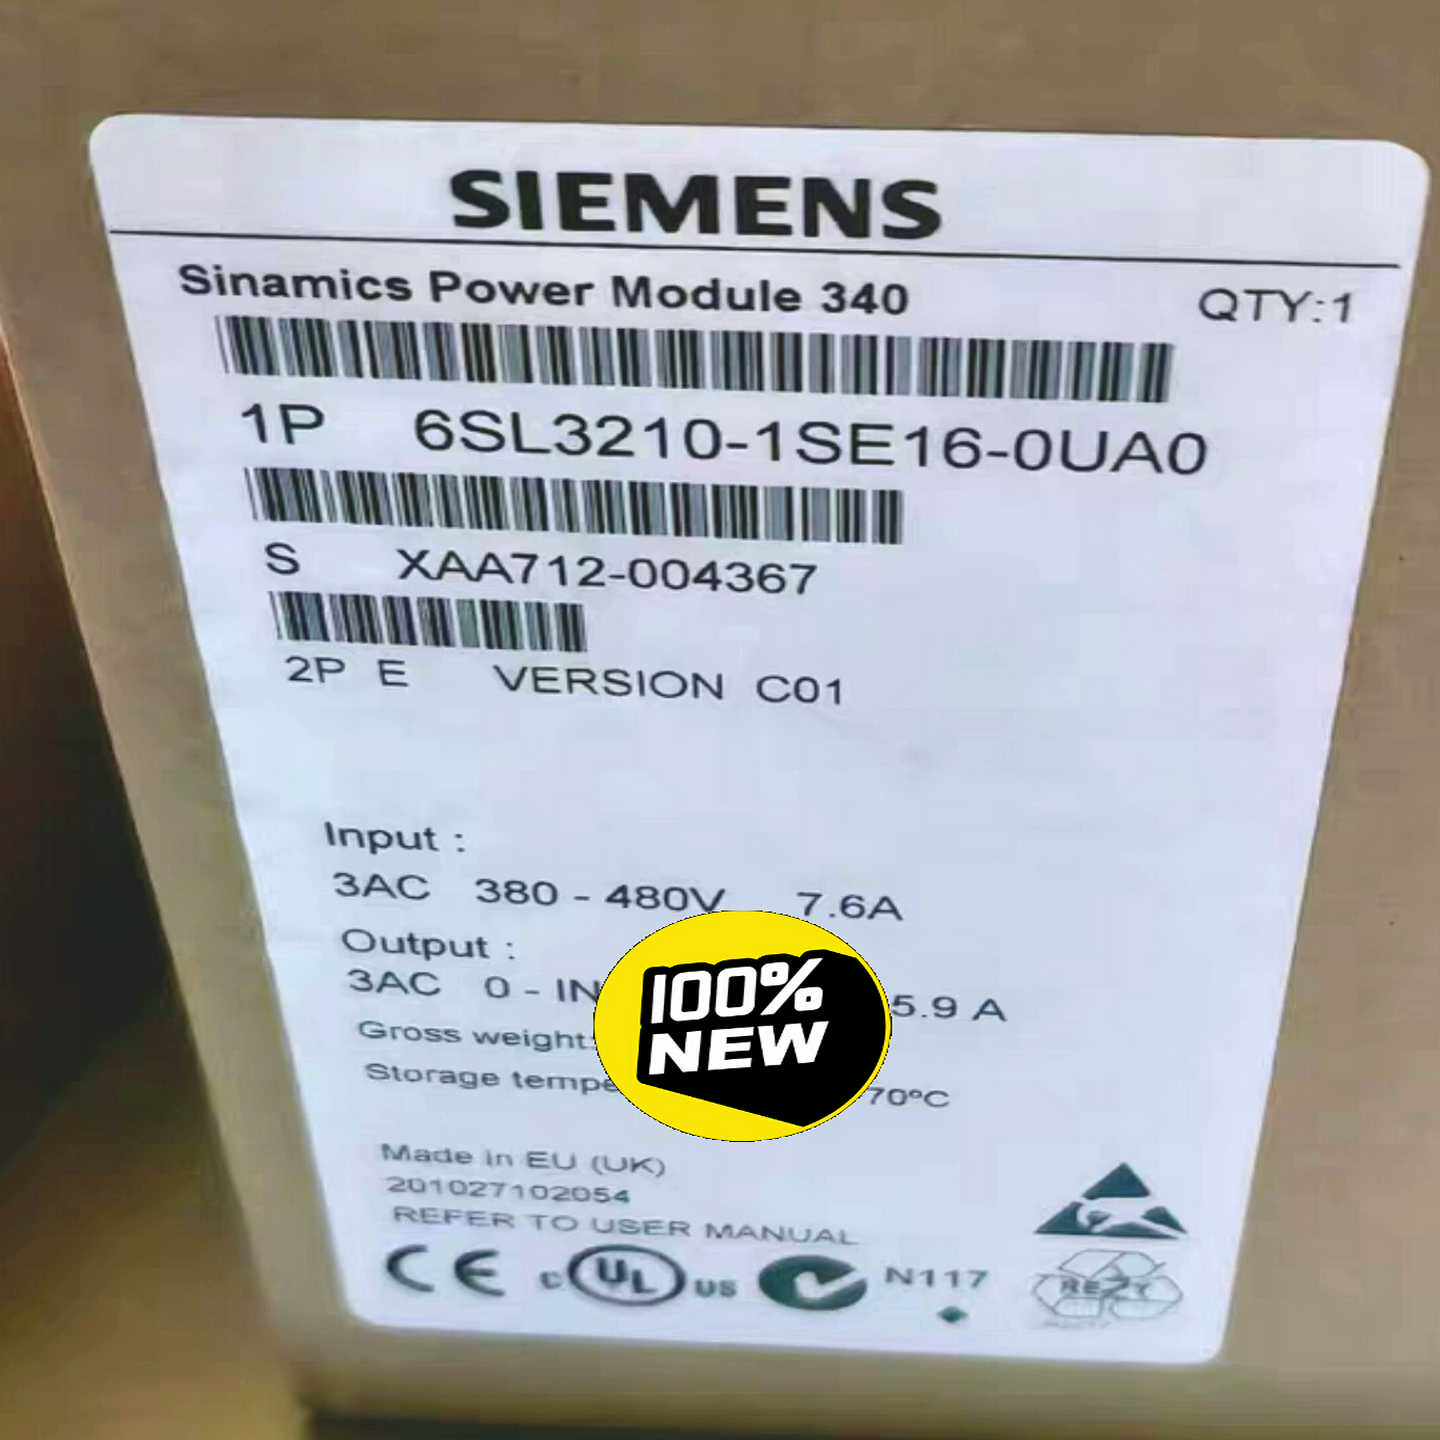 SIEMENS
Sinamics Power Module 340 QTY:1
1P 6SL3210-1SE16-0UA0
S XAA712-004367
2P E VERSION C01
Input :
3AC 380 - 480V 7.6A
Output :
3AC 0 - IN 5.9 A
Gross weight:
Storage tempe 70ºC
100%
NEW
Made in EU (UK)
201027102054
REFER TO USER MANUAL
CE C UL US N117